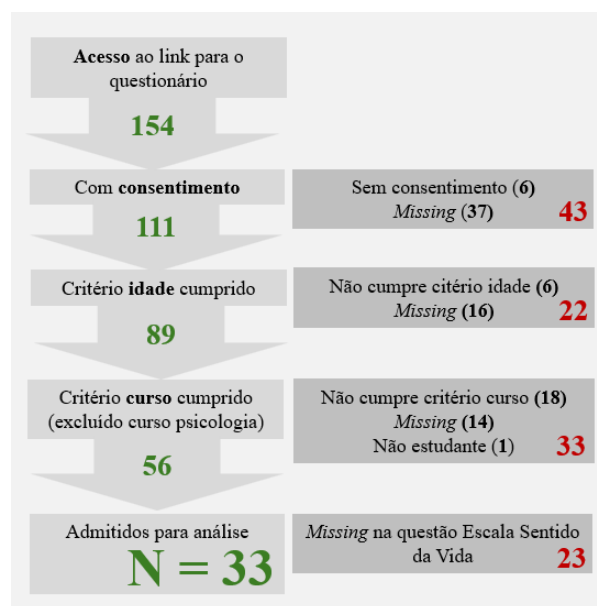 Acesso ao link para o
questionário
154
Com consentimento
111
Sem consentimento (6)
Missing (37)
43
Critério idade cumprido
89
Não cumpre citério idade (6)
Missing (16)
22
Critério curso cumprido
(excluído curso psicologia)
56
Não cumpre critério curso (18)
Missing (14)
Não estudante (1)
33
Admitidos para análise
N = 33
Missing na questão Escala Sentido
da Vida
23